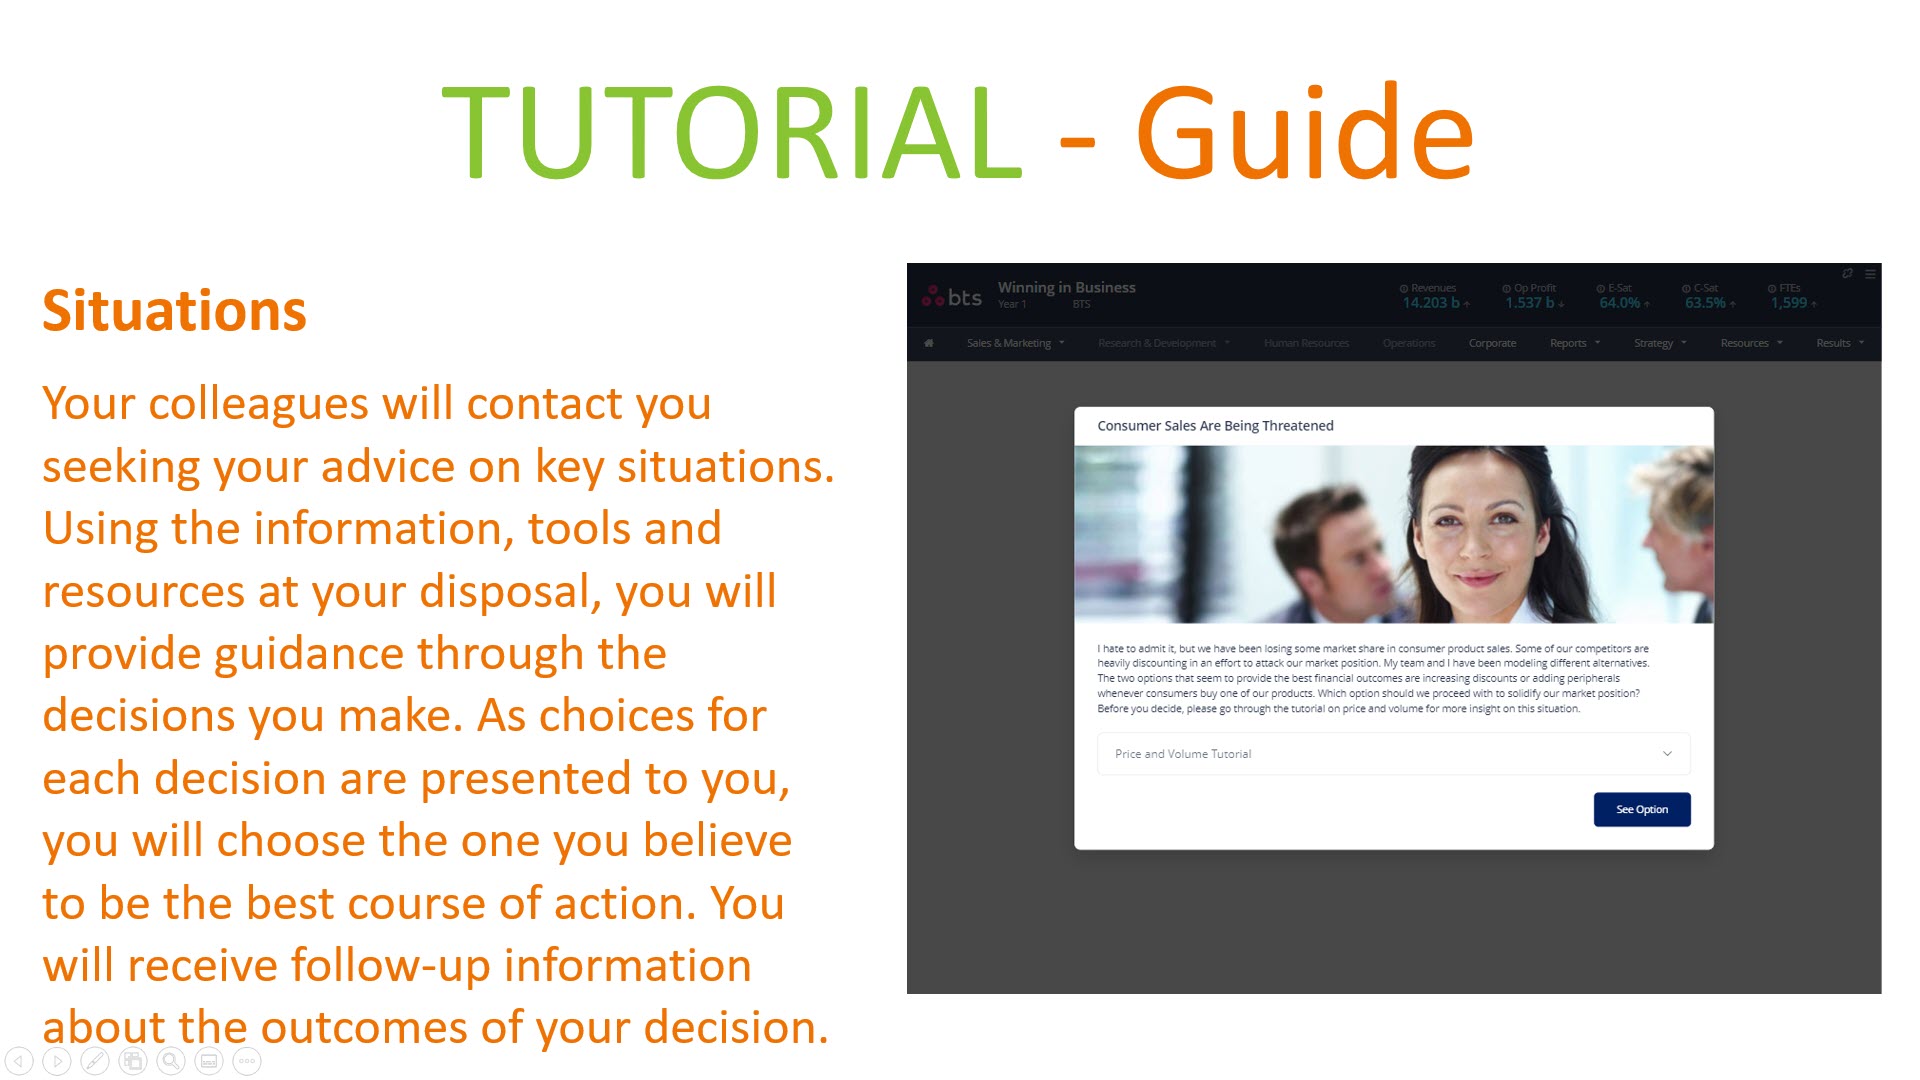 TUTORIAL - Guide
Situations
Your colleagues will contact you
seeking your advice on key situations.
Using the information, tools and
resources at your disposal, you will
provide guidance through the
decisions you make. As choices for
each decision are presented to you,
you will choose the one you believe
to be the best course of action. You
will receive follow-up information
about the outcomes of your decision.
bts
Winning in Business
Year 1 BTS
Revenues Op Profit E-Sat C-Sat FTEs
14.203 b 1.537 b 64.0% 63.5% 1,599
Sales & Marketing Research & Development Human Resources Operations Corporate Reports Strategy Resources Results
Consumer Sales Are Being Threatened
I hate to admit it, but we have been losing some market share in consumer product sales. Some of our competitors are
heavily discounting in an effort to attack our market position. My team and I have been modeling different alternatives.
The two options that seem to provide the best financial outcomes are increasing discounts or adding peripherals
whenever consumers buy one of our products. Which option should we proceed with to solidify our market position?
Before you decide, please go through the tutorial on price and volume for more insight on this situation.
Price and Volume Tutorial
See Option